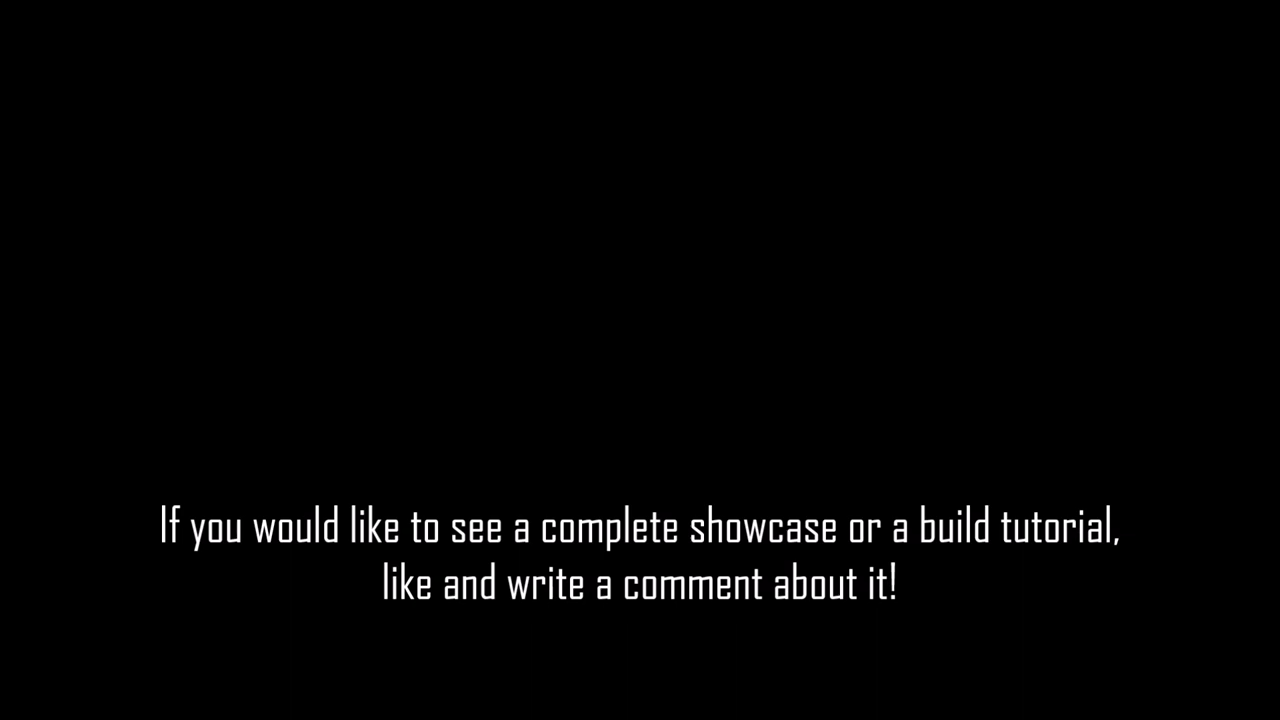 If you would like to see a complete showcase or a build tutorial,
like and write a comment about it!